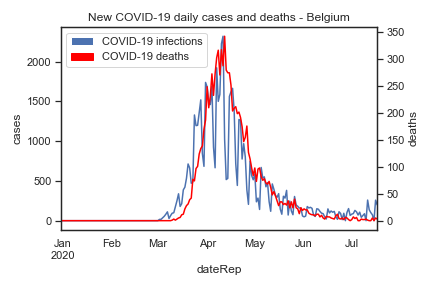 New COVID-19 daily cases and deaths - Belgium
COVID-19 infections
COVID-19 deaths
cases
2000
1500
1000
500
0
deaths
350
300
250
200
150
100
50
0
Jan Feb Mar Apr May Jun Jul
2020
dateRep